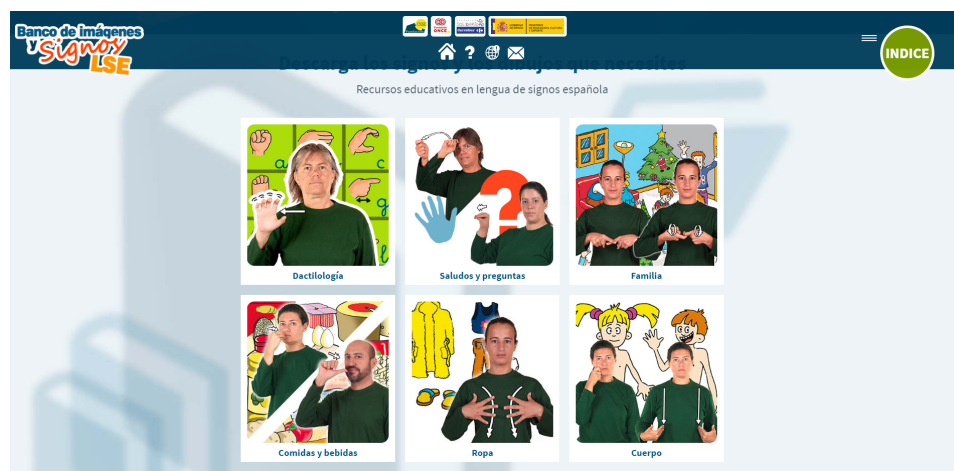 Banco de imágenes
y Signos
LSE
INDICE
Descarga los signos y los dibujos que necesites
Recursos educativos en lengua de signos española
a
c
g
Dactilología
Saludos y preguntas
Familia
Comidas y bebidas
Ropa
Cuerpo